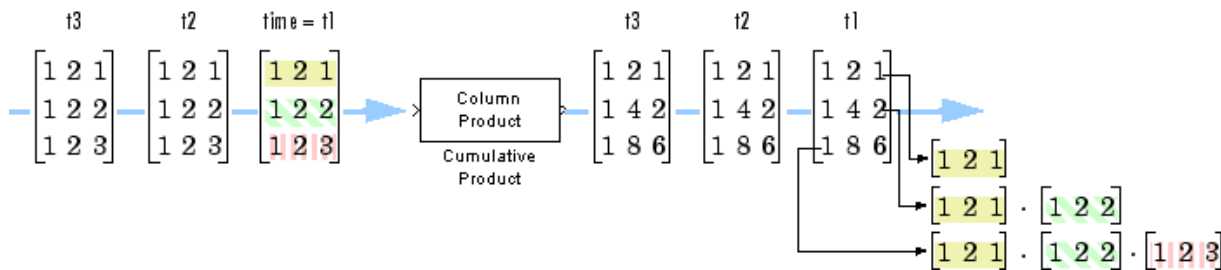 t3 t2 time = t1 t3 t2 t1
[1 2 1] [1 2 1] [1 2 1] [1 2 1] [1 2 1] [1 2 1]
[1 2 2] [1 2 2] [1 2 2] Column [1 4 2] [1 4 2] [1 4 2]
Product
[1 2 3] [1 2 3] [1 2 3] [1 8 6] [1 8 6] [1 8 6]
Cumulative
Product
[1 2 1]
[1 2 1] · [1 2 2]
[1 2 1] · [1 2 2] · [1 2 3]